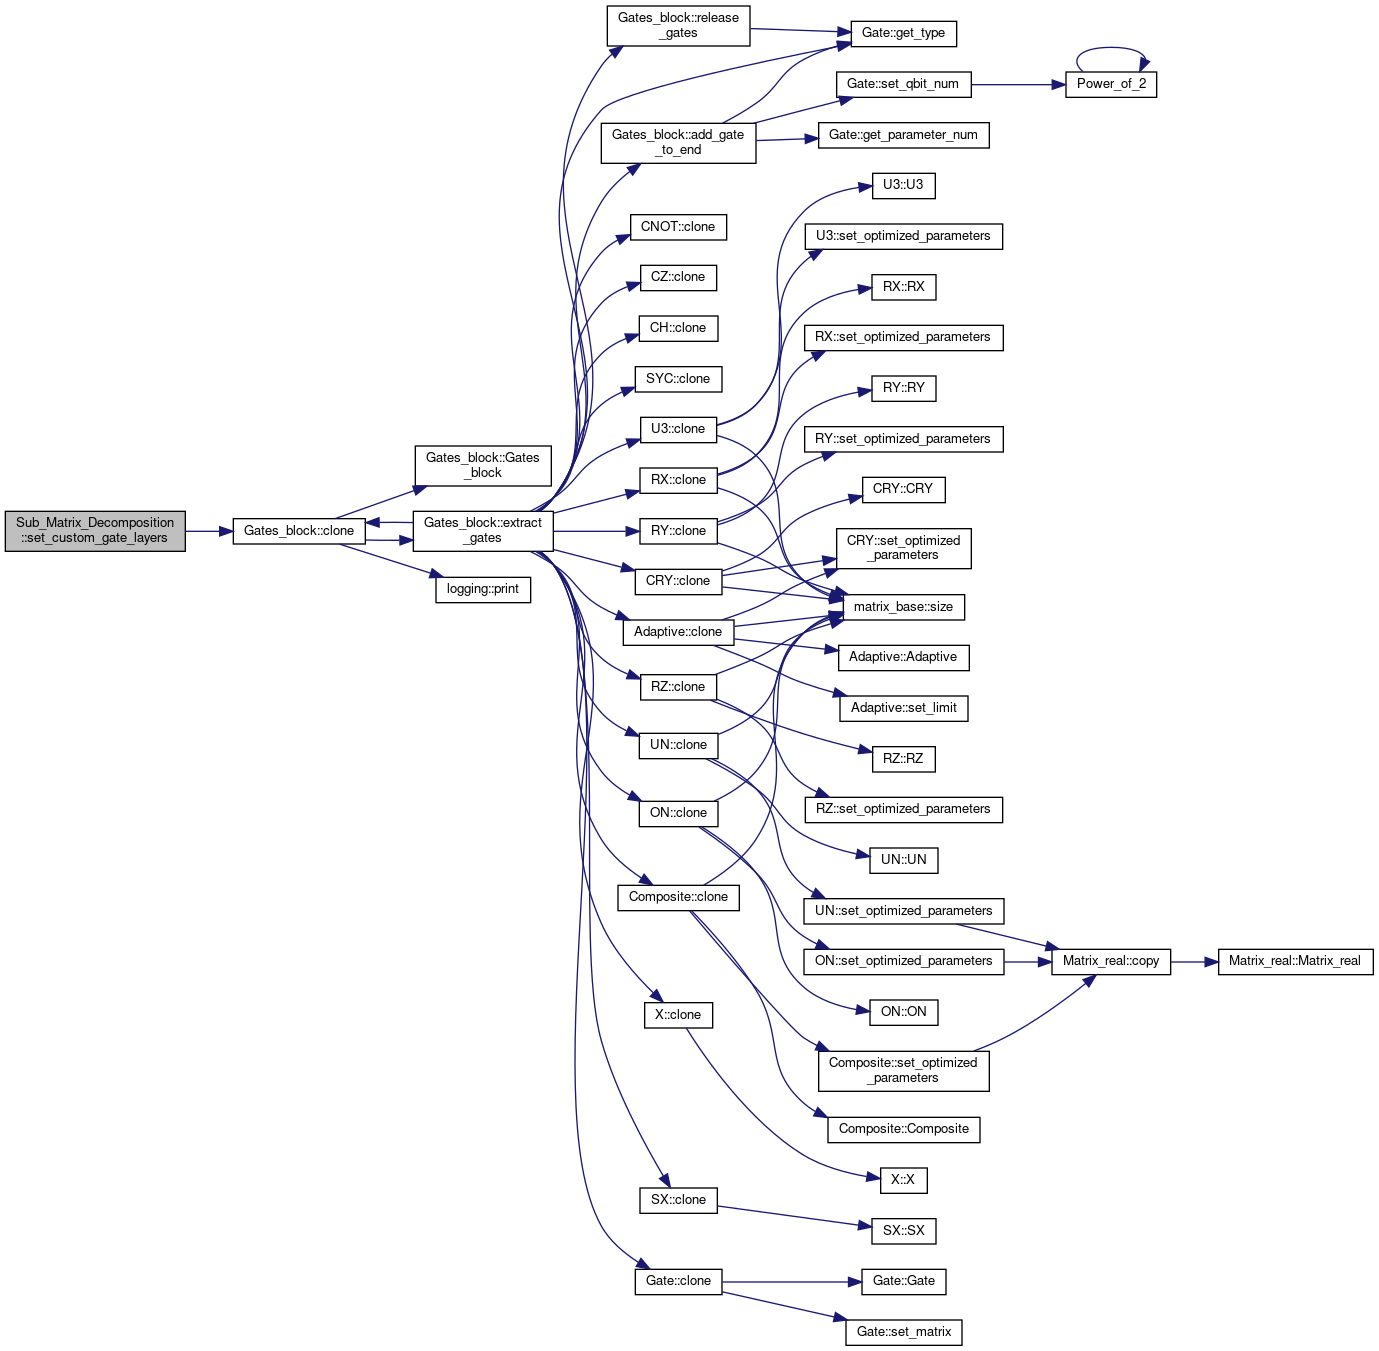 Sub_Matrix_Decomposition
::set_custom_gate_layers
Gates_block::clone
Gates_block::Gates
_block
Gates_block::extract
_gates
logging::print
Gates_block::release
_gates
Gates_block::add_gate
_to_end
CNOT::clone
CZ::clone
CH::clone
SYC::clone
U3::clone
RX::clone
RY::clone
CRY::clone
Adaptive::clone
RZ::clone
UN::clone
ON::clone
Composite::clone
X::clone
SX::clone
Gate::clone
Gate::get_type
Gate::set_qbit_num
Gate::get_parameter_num
U3::U3
U3::set_optimized_parameters
RX::RX
RX::set_optimized_parameters
RY::RY
RY::set_optimized_parameters
CRY::CRY
CRY::set_optimized
_parameters
matrix_base::size
Adaptive::Adaptive
Adaptive::set_limit
RZ::RZ
RZ::set_optimized_parameters
UN::UN
UN::set_optimized_parameters
ON::set_optimized_parameters
ON::ON
Composite::set_optimized
_parameters
Composite::Composite
X::X
SX::SX
Gate::Gate
Gate::set_matrix
Power_of_2
Matrix_real::copy
Matrix_real::Matrix_real